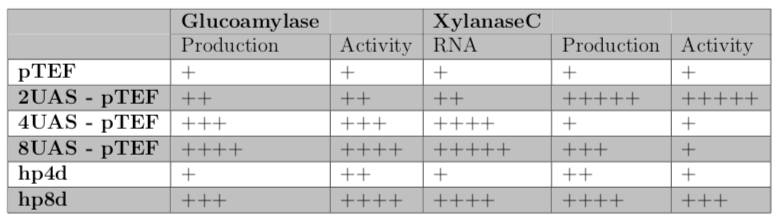 Glucoamylase XylanaseC
Production Activity RNA Production Activity
pTEF + + + + +
2UAS - pTEF ++ ++ ++ +++++ +++++
4UAS - pTEF +++ +++ ++++ + +
8UAS - pTEF ++++ ++++ +++++ +++ +
hp4d + ++ + ++ +
hp8d +++ ++++ ++++ ++++ +++